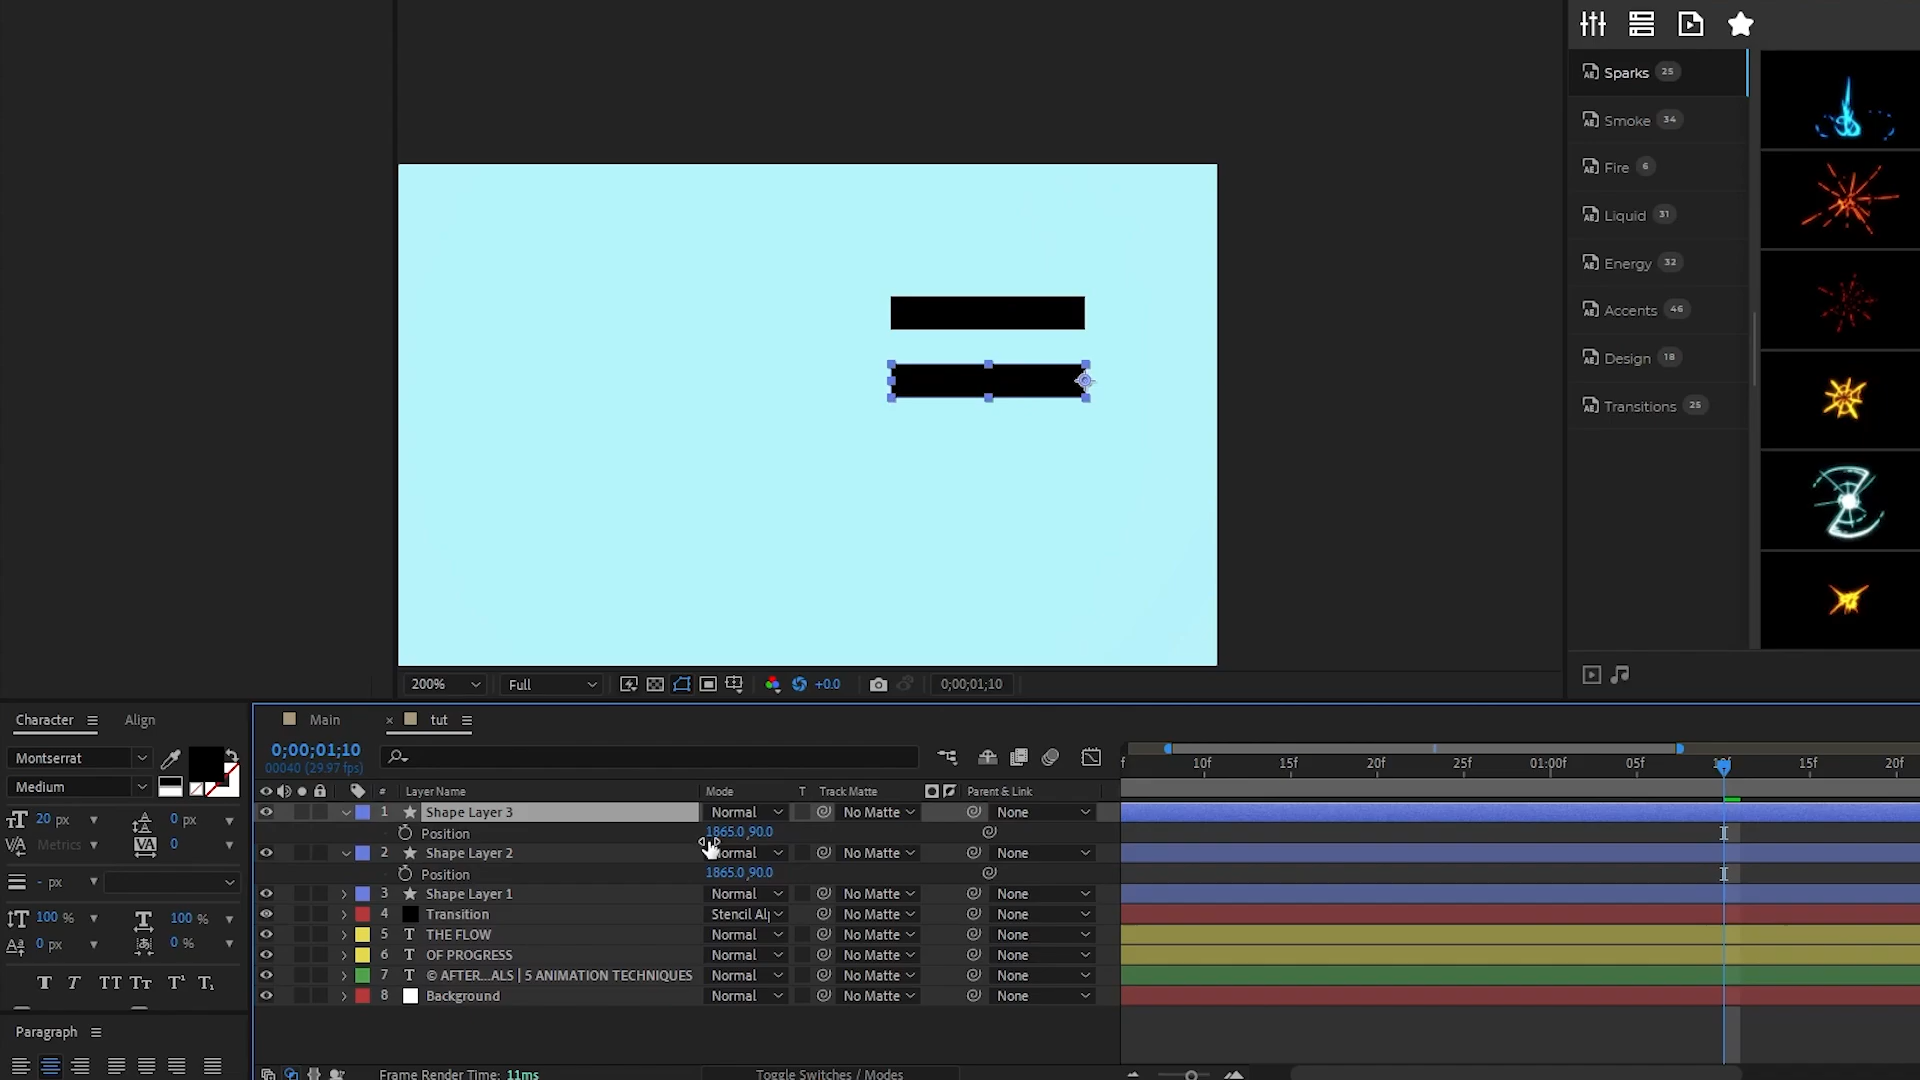 Sparks 25
Smoke 34
Fire 6
Liquid 31
Energy 32
Accents 46
Design 18
Transitions 25
200% Full +0.0 0;00;01;10
Character Align
Main tut
Montserrat
Medium
20 px 0 px
Metrics 0
- px
100 % 100 %
0 px 0 %
Paragraph
0;00;01;10
00040 (29.97 fps)
f 10f 15f 20f 25f 01:00f 05f 10f 15f 20f
# Layer Name Mode T Track Matte Parent & Link
1 Shape Layer 3 Normal No Matte None
Position 1865.0,90.0
2 Shape Layer 2 Normal No Matte None
Position 1865.0,90.0
3 Shape Layer 1 Normal No Matte None
4 Transition Stencil Al No Matte None
5 T THE FLOW Normal No Matte None
6 T OF PROGRESS Normal No Matte None
7 T © AFTER...ALS | 5 ANIMATION TECHNIQUES Normal No Matte None
8 Background Normal No Matte None
Frame Render Time: 11ms Toggle Switches / Modes